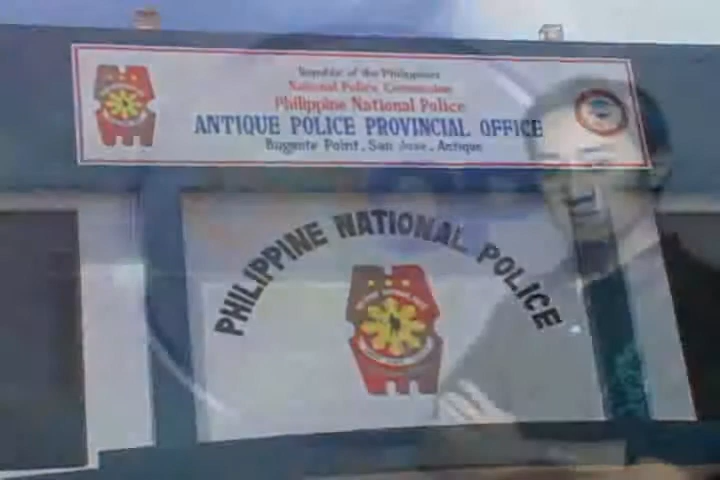 Republic of the Philippines
National Police Commission
Philippine National Police
ANTIQUE POLICE PROVINCIAL OFFICE
Bugante Point, San Jose, Antique
PHILIPPINE NATIONAL POLICE